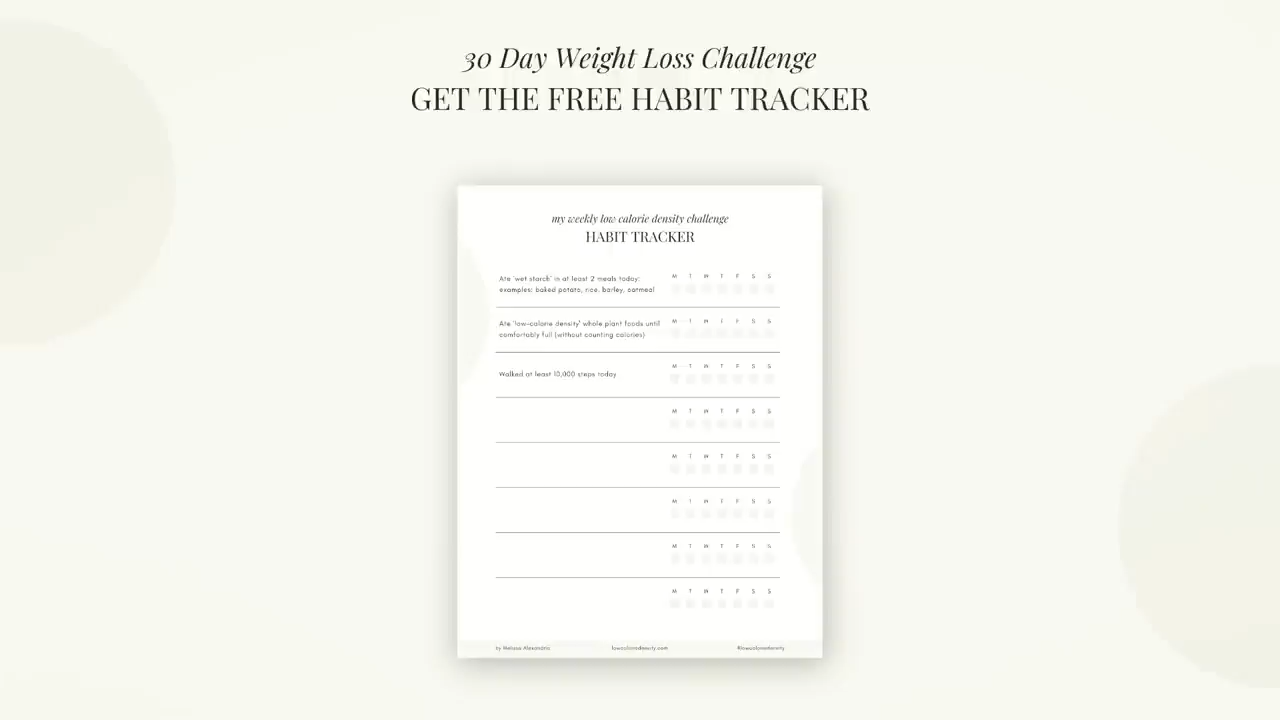 30 Day Weight Loss Challenge
GET THE FREE HABIT TRACKER
my weekly low calorie density challenge
HABIT TRACKER
Ate 'wet starch' in at least 2 meals today:
examples: baked potato, rice, barley, oatmeal
M T W T F S S
Ate 'low-calorie density' whole plant foods until
comfortably full (without counting calories)
M T W T F S S
Walked at least 10,000 steps today
M T W T F S S
M T W T F S S
M T W T F S S
M T W T F S S
M T W T F S S
M T W T F S S
by Melissa Alexandria lowcaloriedensity.com @lowcaloriedensity